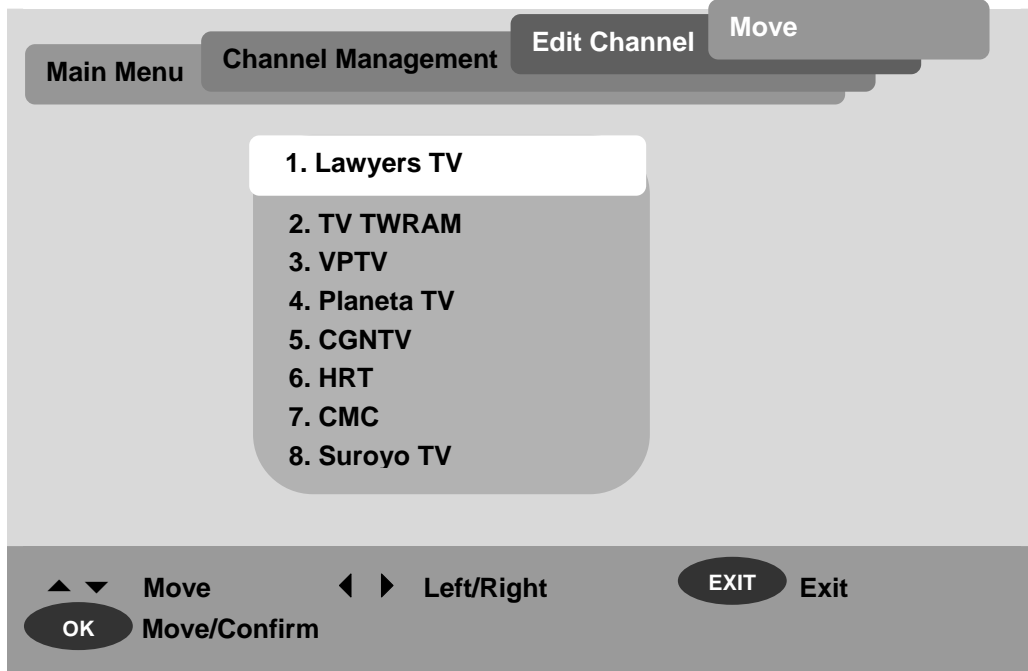 Main Menu
Channel Management
Edit Channel
Move
1. Lawyers TV
2. TV TWRAM
3. VPTV
4. Planeta TV
5. CGNTV
6. HRT
7. CMC
8. Suroyo TV
Move
Left/Right
EXIT Exit
OK Move/Confirm